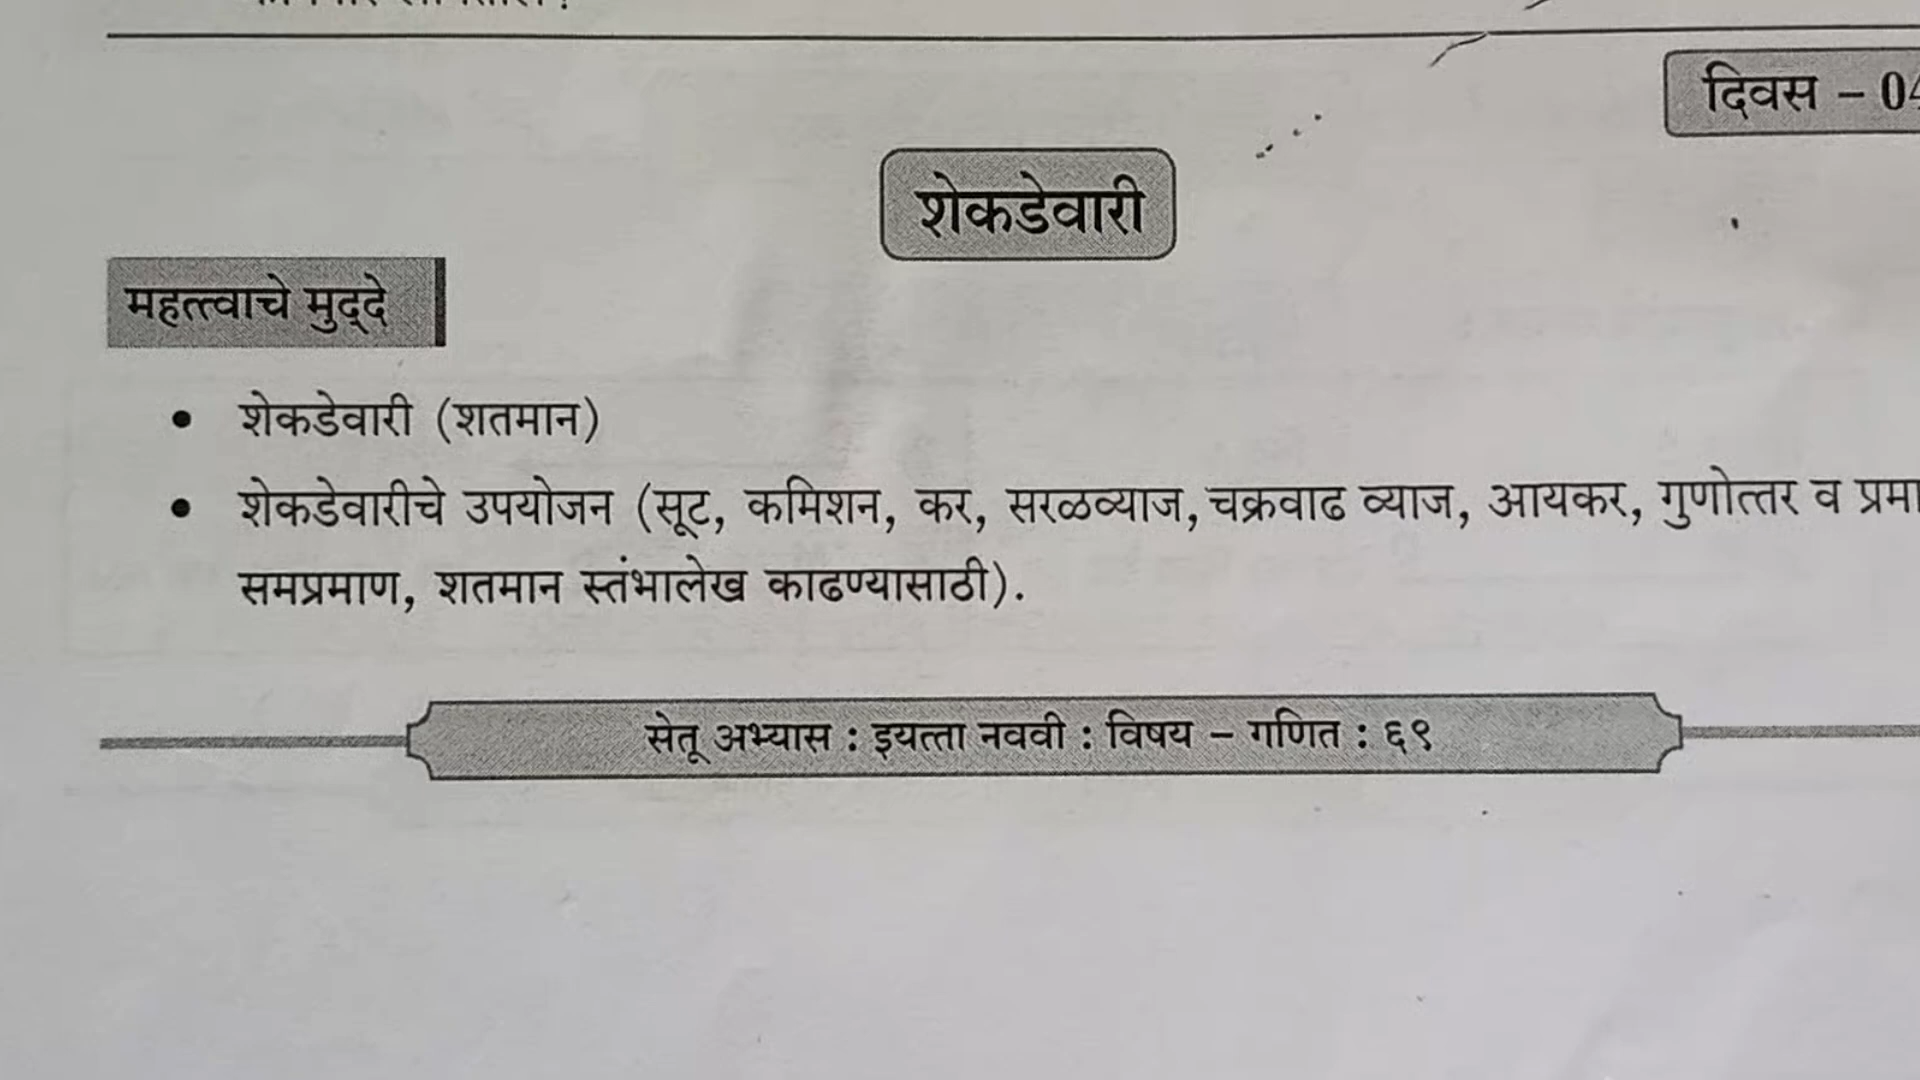 दिवस – 04
शेकडेवारी
महत्त्वाचे मुद्‌दे
• शेकडेवारी (शतमान)
• शेकडेवारीचे उपयोजन (सूट, कमिशन, कर, सरळव्याज, चक्रवाढ व्याज, आयकर, गुणोत्तर व
समप्रमाण, शतमान स्तंभालेख काढण्यासाठी).
सेतू अभ्यास : इयत्ता नववी : विषय – गणित : ६९